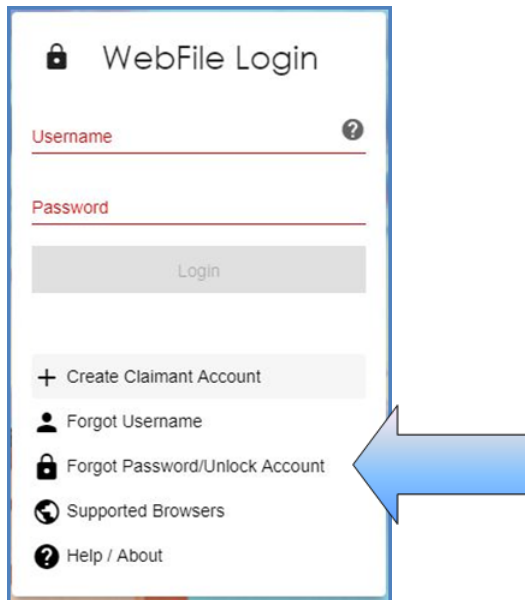 WebFile Login
Username
Password
Login
Create Claimant Account
Forgot Username
Forgot Password/Unlock Account
Supported Browsers
Help / About